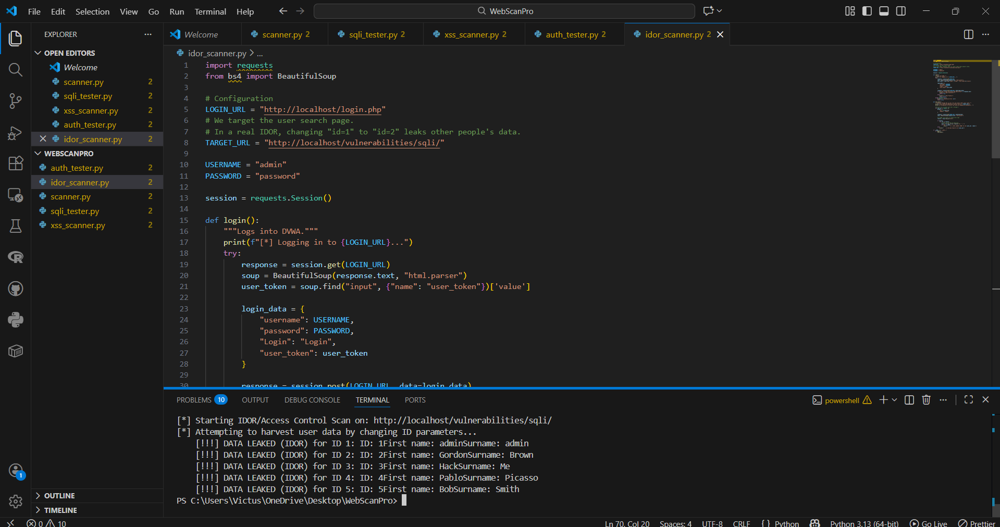 File Edit Selection View Go Run Terminal Help
WebScanPro
EXPLORER
Welcome
scanner.py 2
sqli_tester.py 2
xss_scanner.py 2
auth_tester.py 2
idor_scanner.py 2
OPEN EDITORS
Welcome
scanner.py 2
sqli_tester.py 2
xss_scanner.py 2
auth_tester.py 2
idor_scanner.py 2
WEBSCANPRO
auth_tester.py 2
idor_scanner.py 2
scanner.py 2
sqli_tester.py 2
xss_scanner.py 2
OUTLINE
TIMELINE
1
idor_scanner.py > ...
1 import requests
2 from bs4 import BeautifulSoup
3
4 # Configuration
5 LOGIN_URL = "http://localhost/login.php"
6 # We target the user search page.
7 # In a real IDOR, changing "id=1" to "id=2" leaks other people's data.
8 TARGET_URL = "http://localhost/vulnerabilities/sqli/"
9
10 USERNAME = "admin"
11 PASSWORD = "password"
12
13 session = requests.Session()
14
15 def login():
16 """Logs into DVWA."""
17 print(f"[*] Logging in to {LOGIN_URL}...")
18 try:
19 response = session.get(LOGIN_URL)
20 soup = BeautifulSoup(response.text, "html.parser")
21 user_token = soup.find("input", {"name": "user_token"})['value']
22
23 login_data = {
24 "username": USERNAME,
25 "password": PASSWORD,
26 "Login": "Login",
27 "user_token": user_token
28 }
29
30 response = session.post(LOGIN_URL, data=login_data)
PROBLEMS 10 OUTPUT DEBUG CONSOLE TERMINAL PORTS
powershell
[*] Starting IDOR/Access Control Scan on: http://localhost/vulnerabilities/sqli/
[*] Attempting to harvest user data by changing ID parameters...
[!!!] DATA LEAKED (IDOR) for ID 1: ID: 1First name: adminSurname: admin
[!!!] DATA LEAKED (IDOR) for ID 2: ID: 2First name: GordonSurname: Brown
[!!!] DATA LEAKED (IDOR) for ID 3: ID: 3First name: HackSurname: Me
[!!!] DATA LEAKED (IDOR) for ID 4: ID: 4First name: PabloSurname: Picasso
[!!!] DATA LEAKED (IDOR) for ID 5: ID: 5First name: BobSurname: Smith
PS C:\Users\Victus\OneDrive\Desktop\WebScanPro>
0 10 Ln 70, Col 20 Spaces: 4 UTF-8 CRLF { } Python Python 3.13 (64-bit) Go Live Prettier